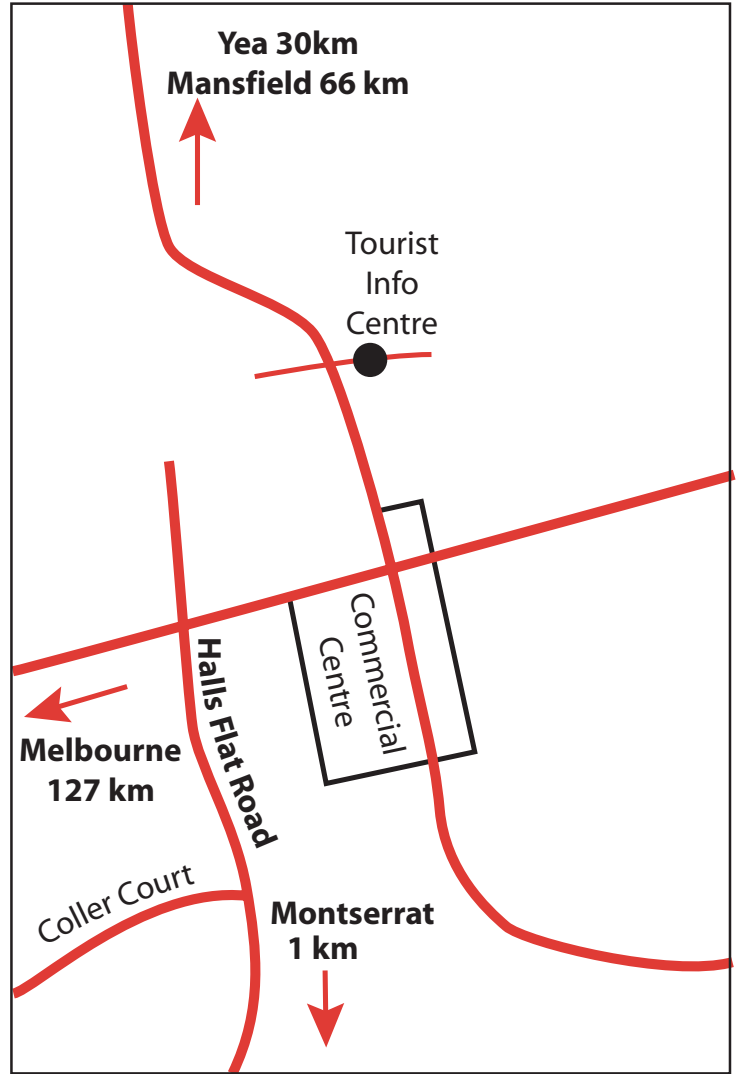 Yea 30km
Mansfield 66 km
Tourist
Info
Centre
Commercial
Centre
Halls Flat Road
Melbourne
127 km
Coller Court
Montserrat
1 km